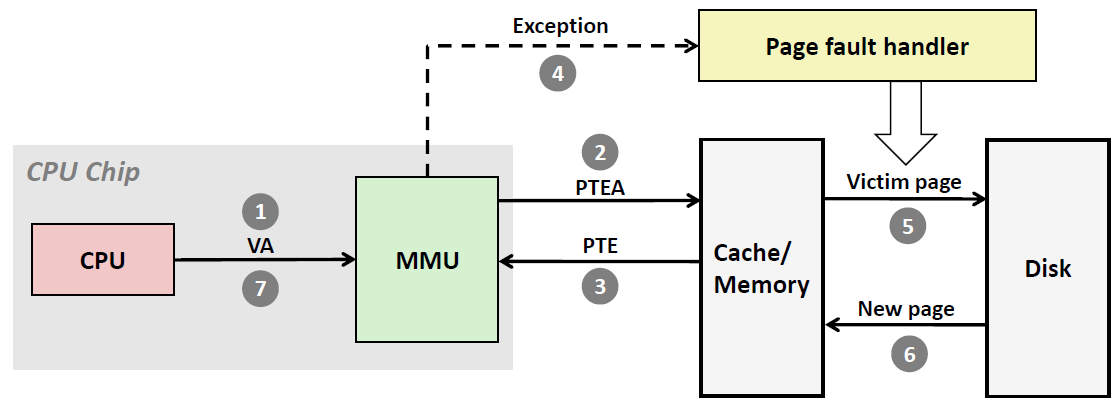 Exception
Page fault handler
4
CPU Chip
2
PTEA
Victim page
1
VA
5
CPU
MMU
PTE
Cache/
Memory
Disk
7
3
New page
6